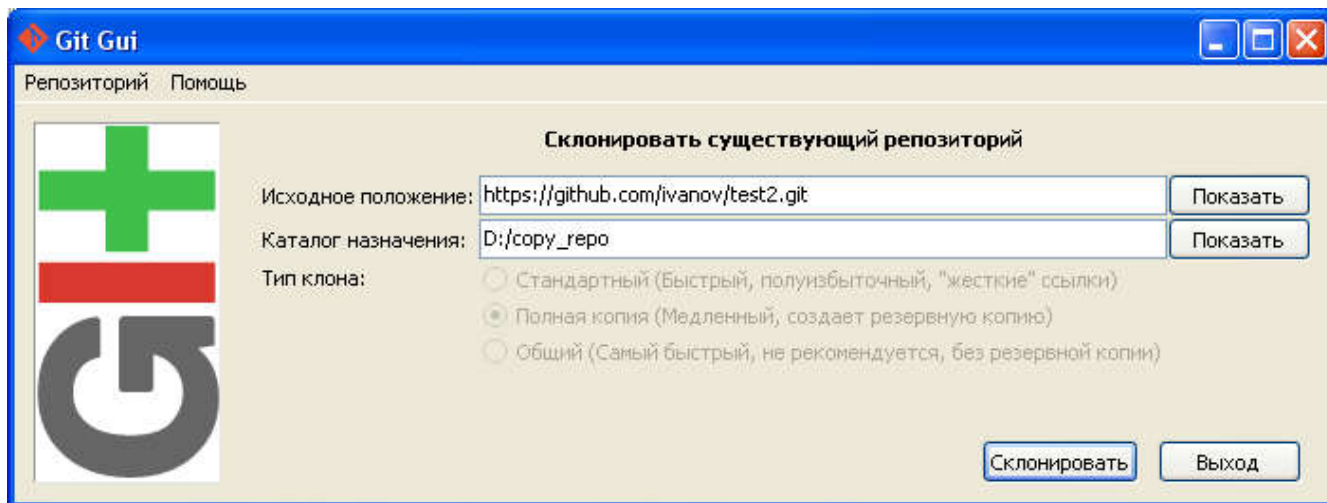 Git Gui
Репозиторий Помощь
Склонировать существующий репозиторий
Исходное положение: https://github.com/ivanov/test2.git Показать
Каталог назначения: D:/copy_repo Показать
Тип клона: Стандартный (Быстрый, полуизбыточный, "жесткие" ссылки)
Полная копия (Медленный, создает резервную копию)
Общий (Самый быстрый, не рекомендуется, без резервной копии)
Склонировать Выход
GIT